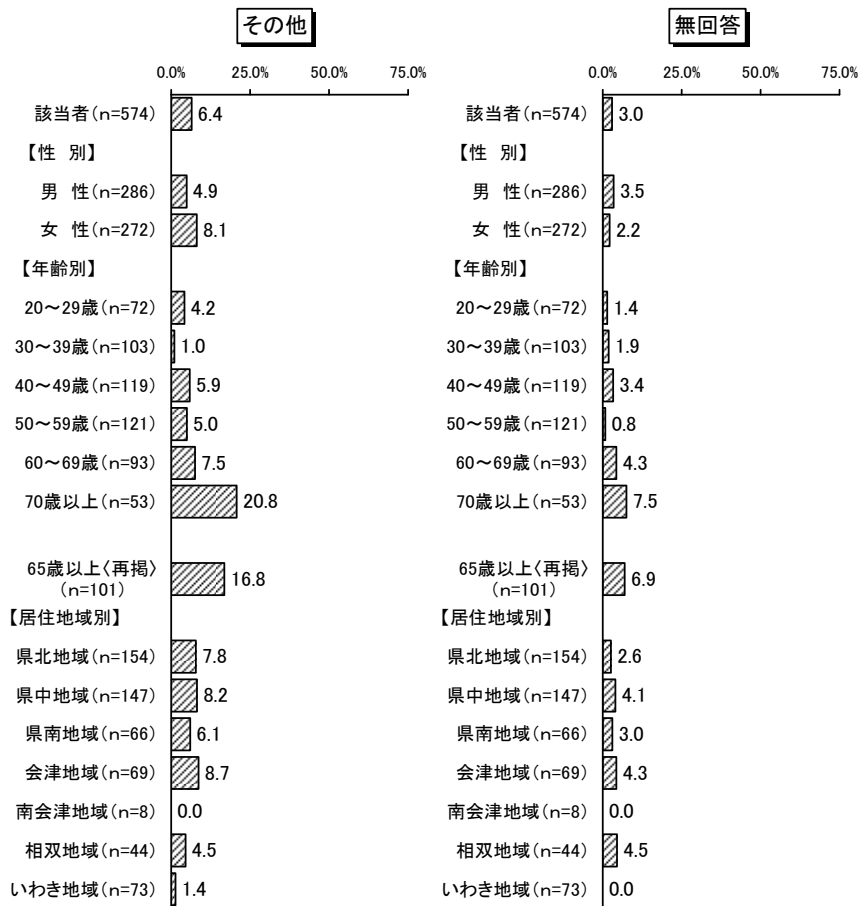 その他
0.0% 25.0% 50.0% 75.0%
該当者(n=574) 6.4
【性 別】
男 性(n=286) 4.9
女 性(n=272) 8.1
【年齢別】
20～29歳(n=72) 4.2
30～39歳(n=103) 1.0
40～49歳(n=119) 5.9
50～59歳(n=121) 5.0
60～69歳(n=93) 7.5
70歳以上(n=53) 20.8
65歳以上〈再掲〉
(n=101) 16.8
【居住地域別】
県北地域(n=154) 7.8
県中地域(n=147) 8.2
県南地域(n=66) 6.1
会津地域(n=69) 8.7
南会津地域(n=8) 0.0
相双地域(n=44) 4.5
いわき地域(n=73) 1.4
無回答
0.0% 25.0% 50.0% 75.0%
該当者(n=574) 3.0
【性 別】
男 性(n=286) 3.5
女 性(n=272) 2.2
【年齢別】
20～29歳(n=72) 1.4
30～39歳(n=103) 1.9
40～49歳(n=119) 3.4
50～59歳(n=121) 0.8
60～69歳(n=93) 4.3
70歳以上(n=53) 7.5
65歳以上〈再掲〉
(n=101) 6.9
【居住地域別】
県北地域(n=154) 2.6
県中地域(n=147) 4.1
県南地域(n=66) 3.0
会津地域(n=69) 4.3
南会津地域(n=8) 0.0
相双地域(n=44) 4.5
いわき地域(n=73) 0.0